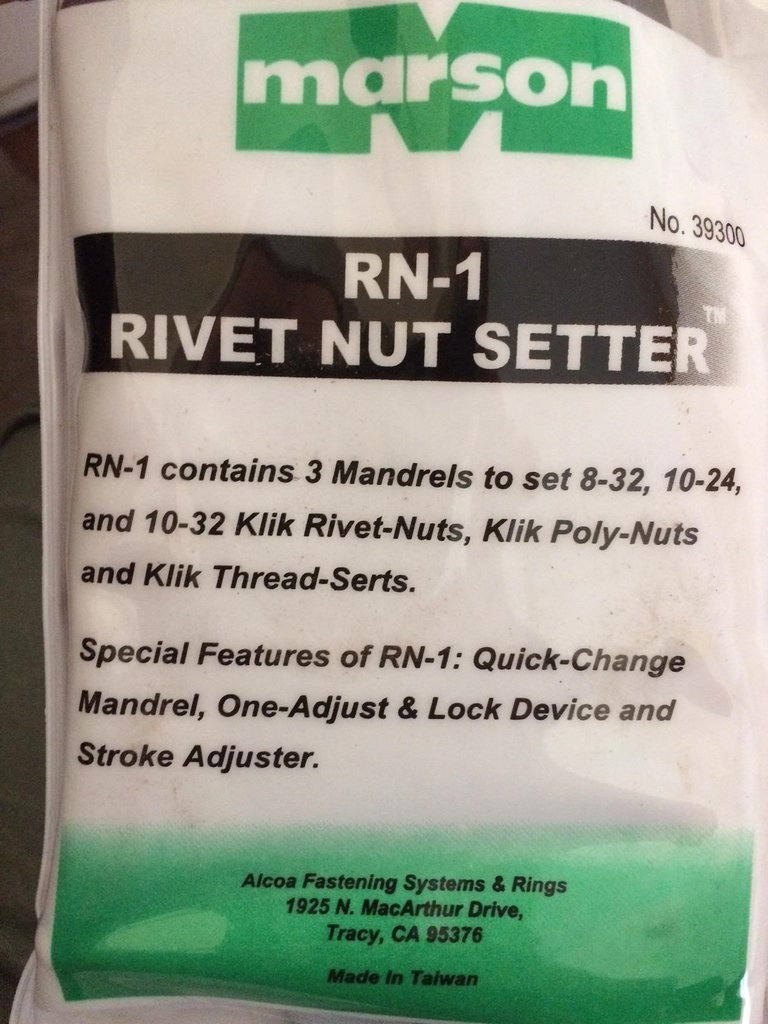 marson
No. 39300
RN-1
RIVET NUT SETTER™
RN-1 contains 3 Mandrels to set 8-32, 10-24,
and 10-32 Klik Rivet-Nuts, Klik Poly-Nuts
and Klik Thread-Serts.
Special Features of RN-1: Quick-Change
Mandrel, One-Adjust & Lock Device and
Stroke Adjuster.
Alcoa Fastening Systems & Rings
1925 N. MacArthur Drive,
Tracy, CA 95376
Made In Taiwan